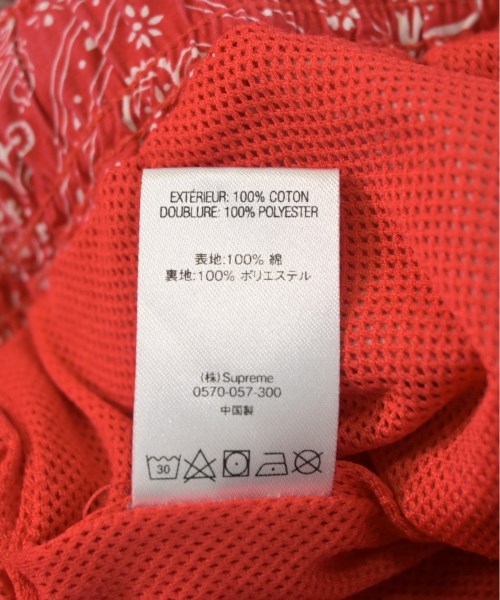 EXTÉRIEUR: 100% COTON
DOUBLURE: 100% POLYESTER
表地:100% 綿
裏地:100% ポリエステル
(株)Supreme
0570-057-300
中国製
30